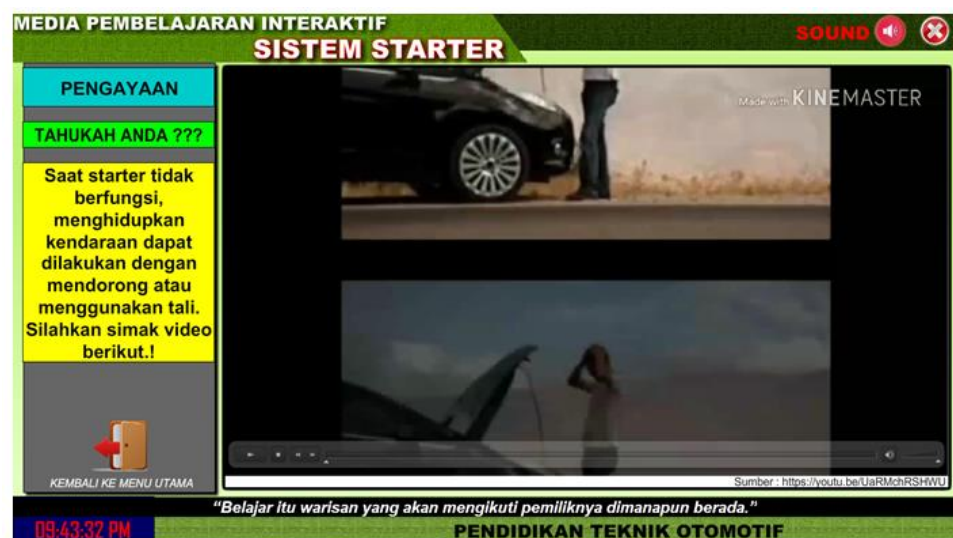 MEDIA PEMBELAJARAN INTERAKTIF
SISTEM STARTER
SOUND
PENGAYAAN
TAHUKAH ANDA ???
Saat starter tidak
berfungsi,
menghidupkan
kendaraan dapat
dilakukan dengan
mendorong atau
menggunakan tali.
Silahkan simak video
berikut.!
KEMBALI KE MENU UTAMA
Made with KINEMASTER
Sumber : https://youtu.be/UaRMchRSHWU
“Belajar itu warisan yang akan mengikuti pemiliknya dimanapun berada.”
09:43:32 PM
PENDIDIKAN TEKNIK OTOMOTIF